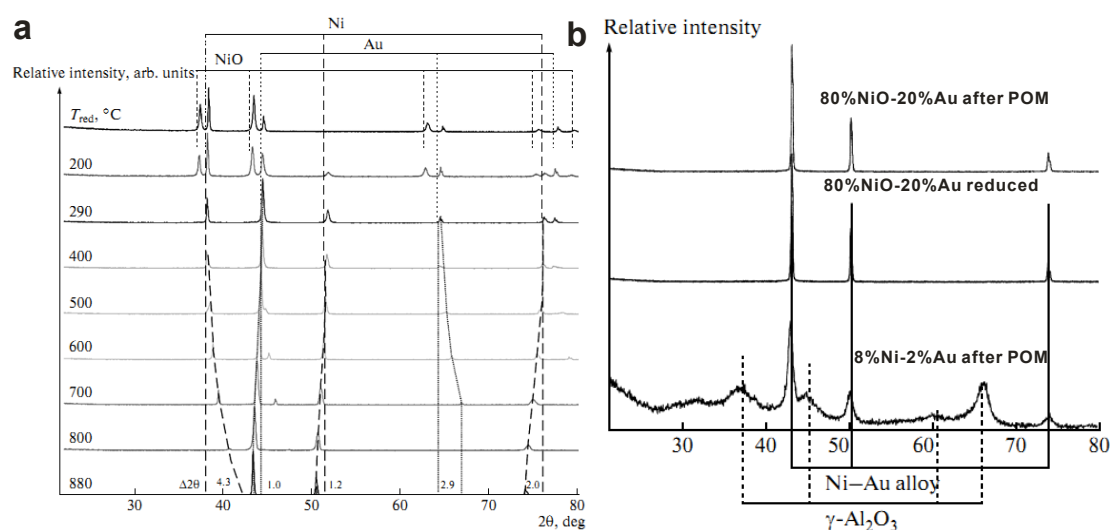 a
Ni
Au
NiO
Relative intensity, arb. units
T_red, °C
200
290
400
500
600
700
800
880
Δ2θ
4.3
1.0
1.2
2.9
2.0
30
40
50
60
70
80
2θ, deg
b
Relative intensity
80%NiO-20%Au after POM
80%NiO-20%Au reduced
8%Ni-2%Au after POM
30
40
50
60
70
80
Ni–Au alloy
γ-Al₂O₃